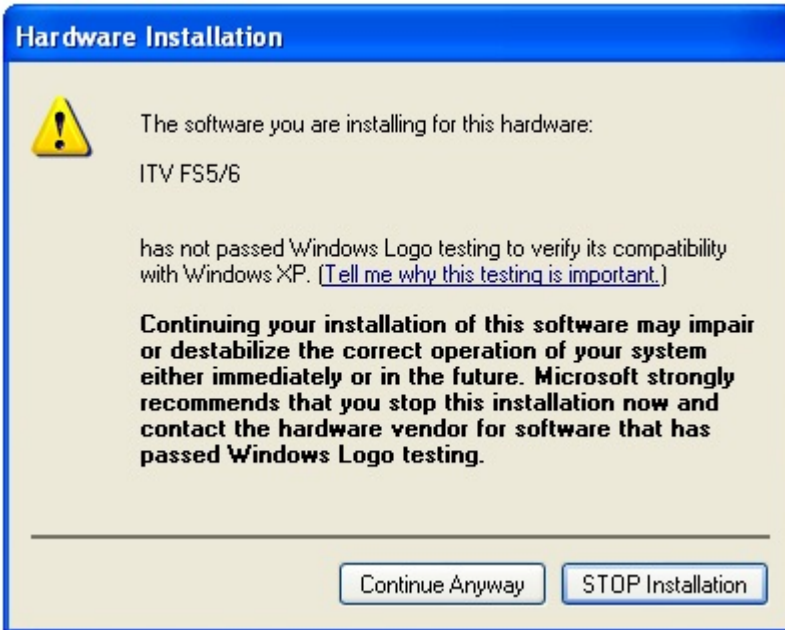 Hardware Installation
The software you are installing for this hardware:
ITV FS5/6
has not passed Windows Logo testing to verify its compatibility
with Windows XP. (Tell me why this testing is important.)
Continuing your installation of this software may impair
or destabilize the correct operation of your system
either immediately or in the future. Microsoft strongly
recommends that you stop this installation now and
contact the hardware vendor for software that has
passed Windows Logo testing.
Continue Anyway
STOP Installation